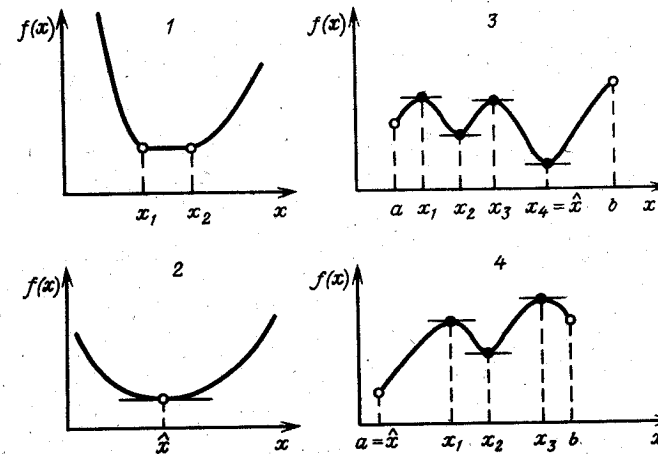 f(x)
1
x₁ x₂ x
f(x)
3
a x₁ x₂ x₃ x₄=x̂ b x
f(x)
2
x̂ x
f(x)
4
a=x̂ x₁ x₂ x₃ b x